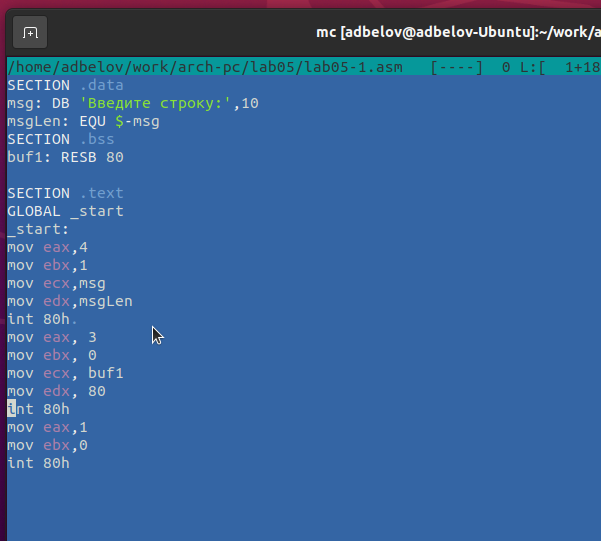 mc [adbelov@adbelov-Ubuntu]:~/work/a
/home/adbelov/work/arch-pc/lab05/lab05-1.asm [----] 0 L:[ 1+18
SECTION .data
msg: DB 'Введите строку:',10
msgLen: EQU $-msg
SECTION .bss
buf1: RESB 80
SECTION .text
GLOBAL _start
_start:
mov eax,4
mov ebx,1
mov ecx,msg
mov edx,msgLen
int 80h.
mov eax, 3
mov ebx, 0
mov ecx, buf1
mov edx, 80
int 80h
mov eax,1
mov ebx,0
int 80h